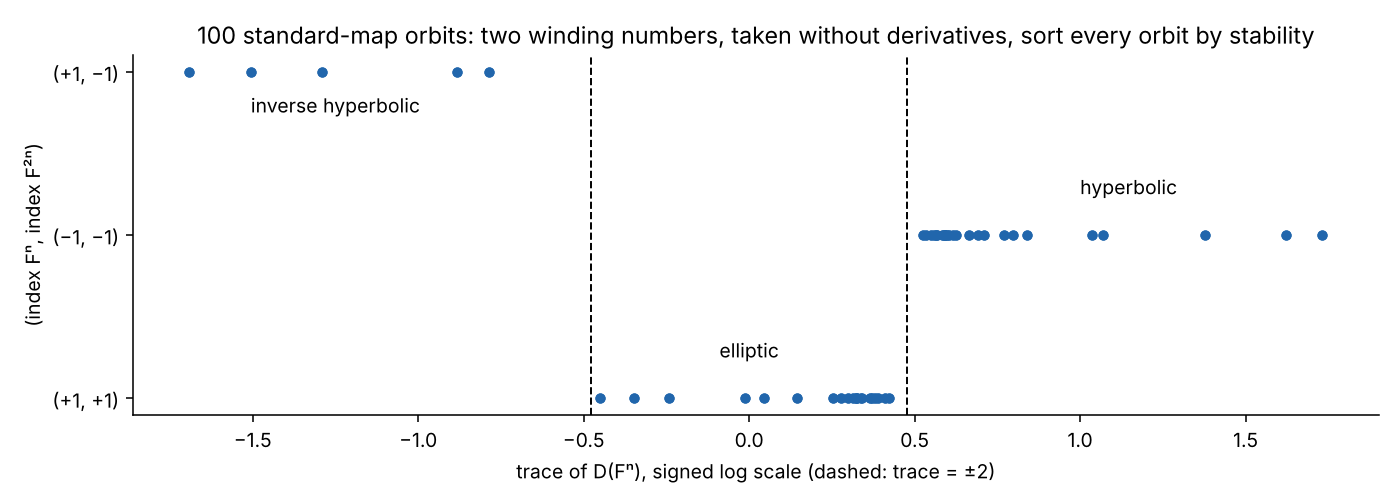 100 standard-map orbits: two winding numbers, taken without derivatives, sort every orbit by stability
(index Fⁿ, index F²ⁿ)
(+1, −1)
(−1, −1)
(+1, +1)
inverse hyperbolic
hyperbolic
elliptic
−1.5
−1.0
−0.5
0.0
0.5
1.0
1.5
trace of D(Fⁿ), signed log scale (dashed: trace = ±2)